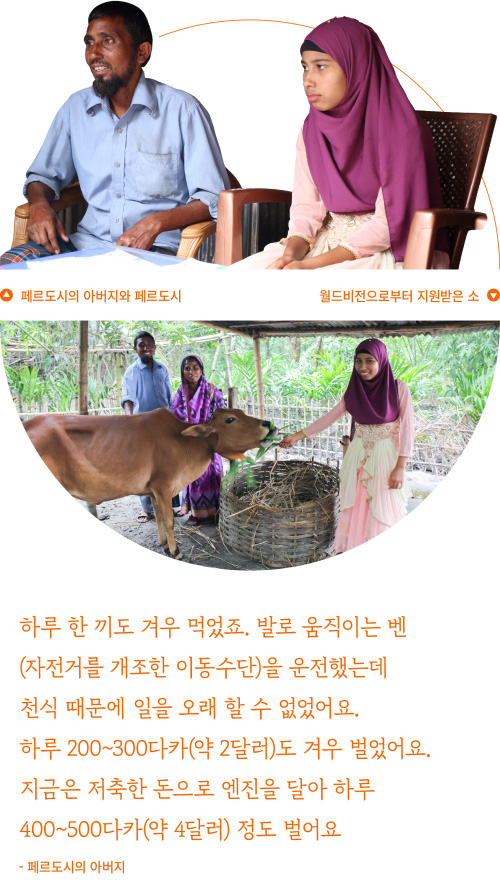 페르도시의 아버지와 페르도시
월드비전으로부터 지원받은 소
하루 한 끼도 겨우 먹었죠. 발로 움직이는 벤
(자전거를 개조한 이동수단)을 운전했는데
천식 때문에 일을 오래 할 수 없었어요.
하루 200~300다카(약 2달러)도 겨우 벌었어요.
지금은 저축한 돈으로 엔진을 달아 하루
400~500다카(약 4달러) 정도 벌어요
- 페르도시의 아버지